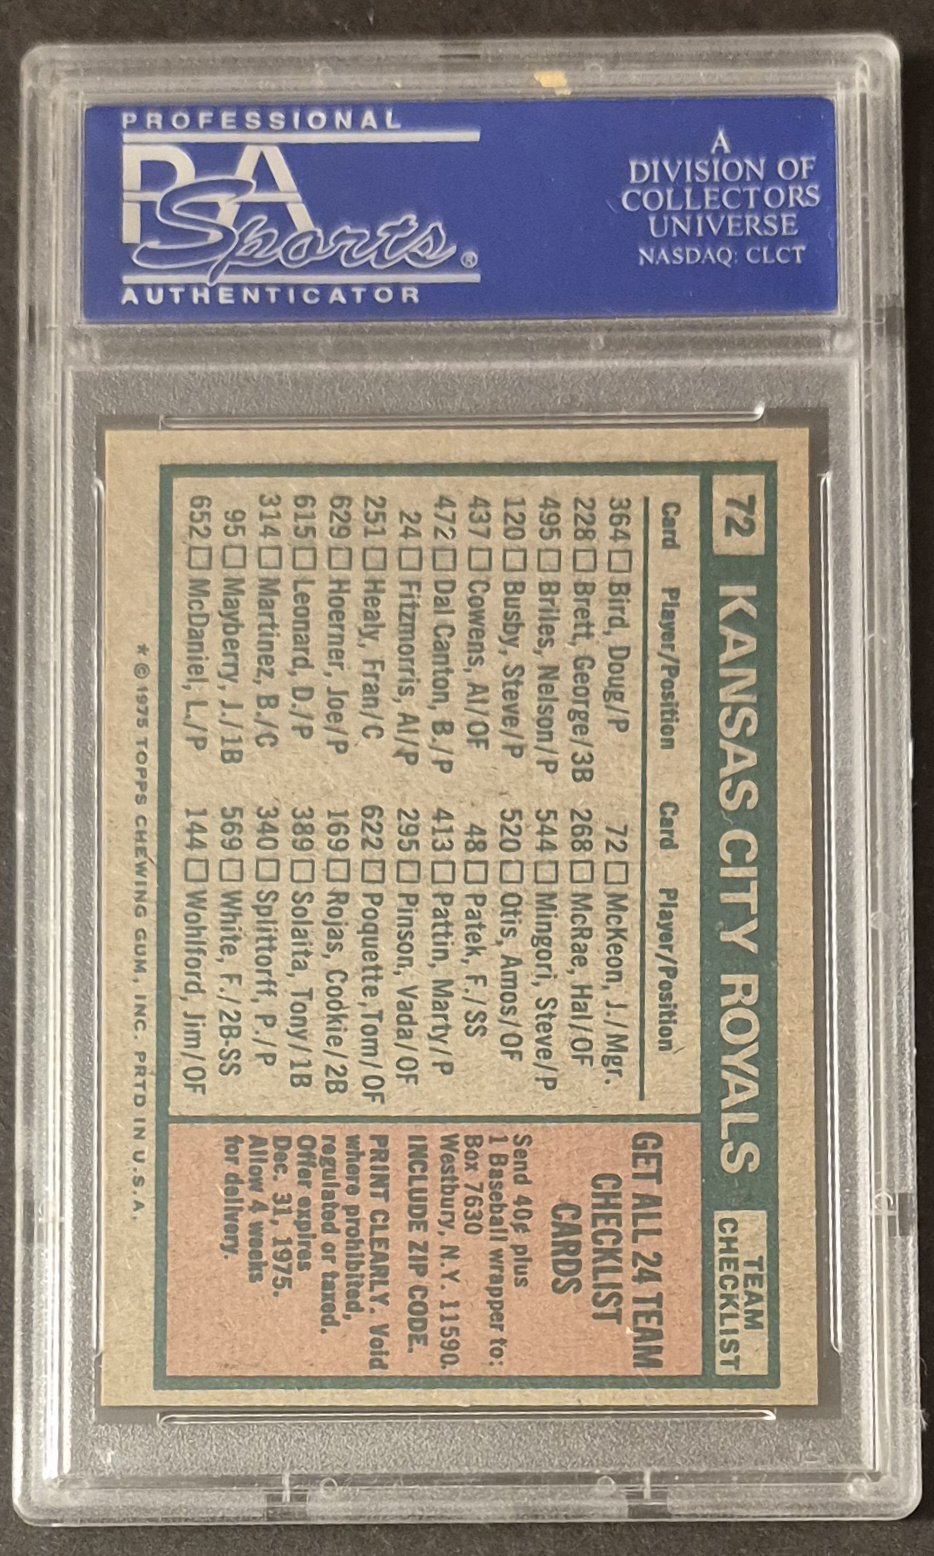 PROFESSIONAL
PSA
Sports®
AUTHENTICATOR
A
DIVISION OF
COLLECTORS
UNIVERSE
NASDAQ: CLCT
72 KANSAS CITY ROYALS
TEAM
CHECKLIST
Card Player/Position Card Player/Position
364 □ Bird, Doug/P 72 □ McKeon, J./Mgr.
228 □ Brett, George/3B 268 □ McRae, Hal/OF
495 □ Briles, Nelson/P 544 □ Mingori, Steve/P
120 □ Busby, Steve/P 520 □ Otis, Amos/OF
437 □ Cowens, Al/OF 48 □ Patek, F./SS
472 □ Dal Canton, B./P 413 □ Pattin, Marty/P
24 □ Fitzmorris, Al/P 295 □ Pinson, Vada/OF
251 □ Healy, Fran/C 622 □ Poquette, Tom/OF
629 □ Hoerner, Joe/P 169 □ Rojas, Cookie/2B
615 □ Leonard, D./P 389 □ Solaita, Tony/1B
314 □ Martinez, B./C 340 □ Splittorff, P./P
95 □ Mayberry, J./1B 569 □ White, F./2B-SS
652 □ McDaniel, L./P 144 □ Wohlford, Jim/OF
GET ALL 24 TEAM
CHECKLIST
CARDS
Send 40¢ plus
1 Baseball wrapper to:
Box 7630
Westbury, N.Y. 11590.
INCLUDE ZIP CODE.
PRINT CLEARLY. Void
where prohibited,
regulated or taxed.
Offer expires
Dec. 31, 1975.
Allow 4 weeks
for delivery.
* © 1975 TOPPS CHEWING GUM, INC. PRTD IN U.S.A.